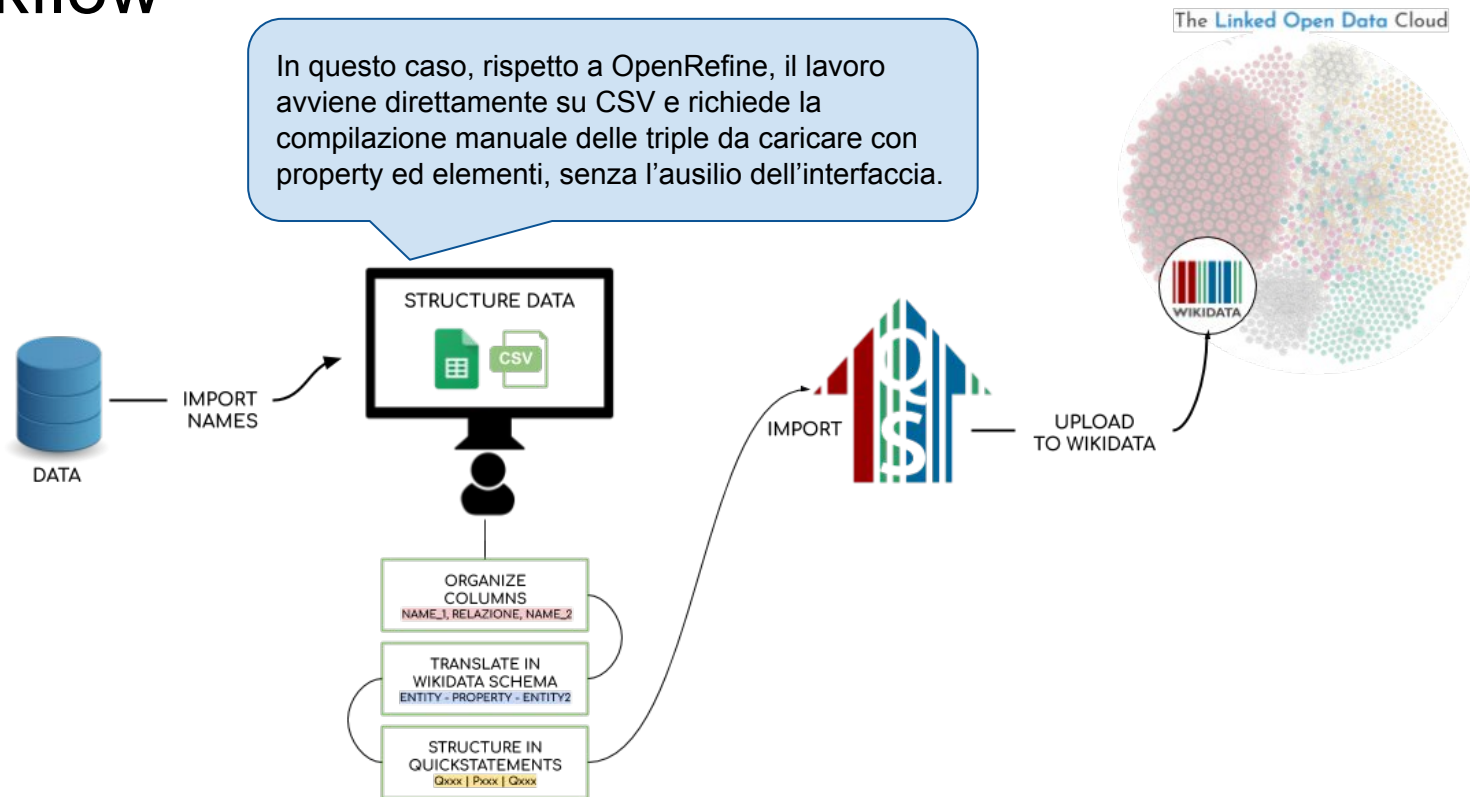 The Linked Open Data Cloud
In questo caso, rispetto a OpenRefine, il lavoro
avviene direttamente su CSV e richiede la
compilazione manuale delle triple da caricare con
property ed elementi, senza l’ausilio dell’interfaccia.
STRUCTURE DATA
CSV
WIKIDATA
IMPORT
NAMES
DATA
IMPORT
QS
UPLOAD
TO WIKIDATA
ORGANIZE
COLUMNS
NAME_1, RELAZIONE, NAME_2
TRANSLATE IN
WIKIDATA SCHEMA
ENTITY - PROPERTY - ENTITY2
STRUCTURE IN
QUICKSTATEMENTS
Qxxx | Pxxx | Qxxx